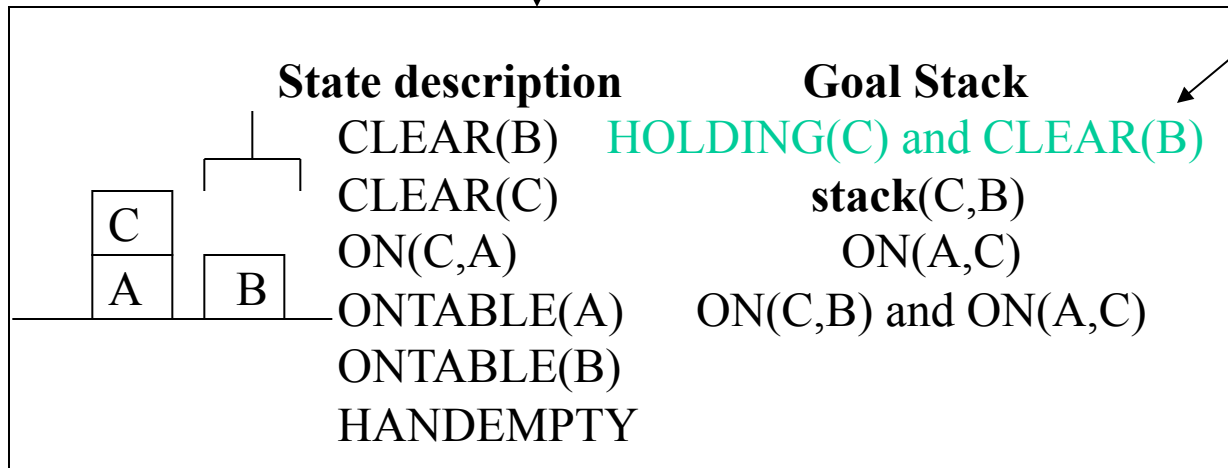 State description Goal Stack
CLEAR(B) HOLDING(C) and CLEAR(B)
CLEAR(C) stack(C,B)
C
ON(C,A) ON(A,C)
A B
ONTABLE(A) ON(C,B) and ON(A,C)
ONTABLE(B)
HANDEMPTY